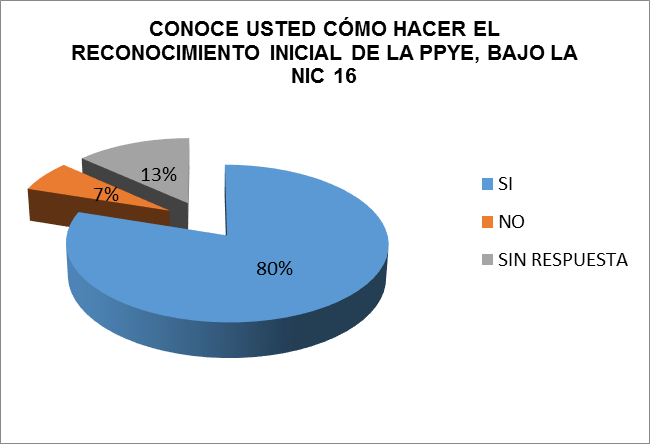 CONOCE USTED CÓMO HACER EL
RECONOCIMIENTO INICIAL DE LA PPYE, BAJO LA
NIC 16
13%
7%
80%
SI
NO
SIN RESPUESTA